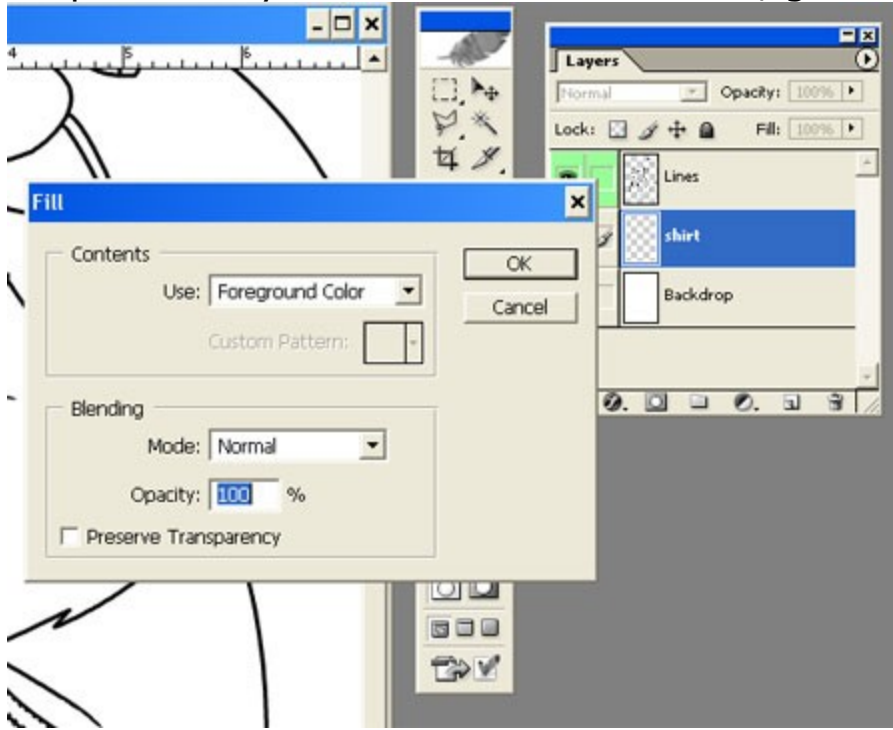 4 5 6
Layers
Normal Opacity: 100%
Lock: Fill: 100%
Lines
shirt
Backdrop
Fill
Contents
Use: Foreground Color
Custom Pattern:
OK
Cancel
Blending
Mode: Normal
Opacity: 100 %
Preserve Transparency